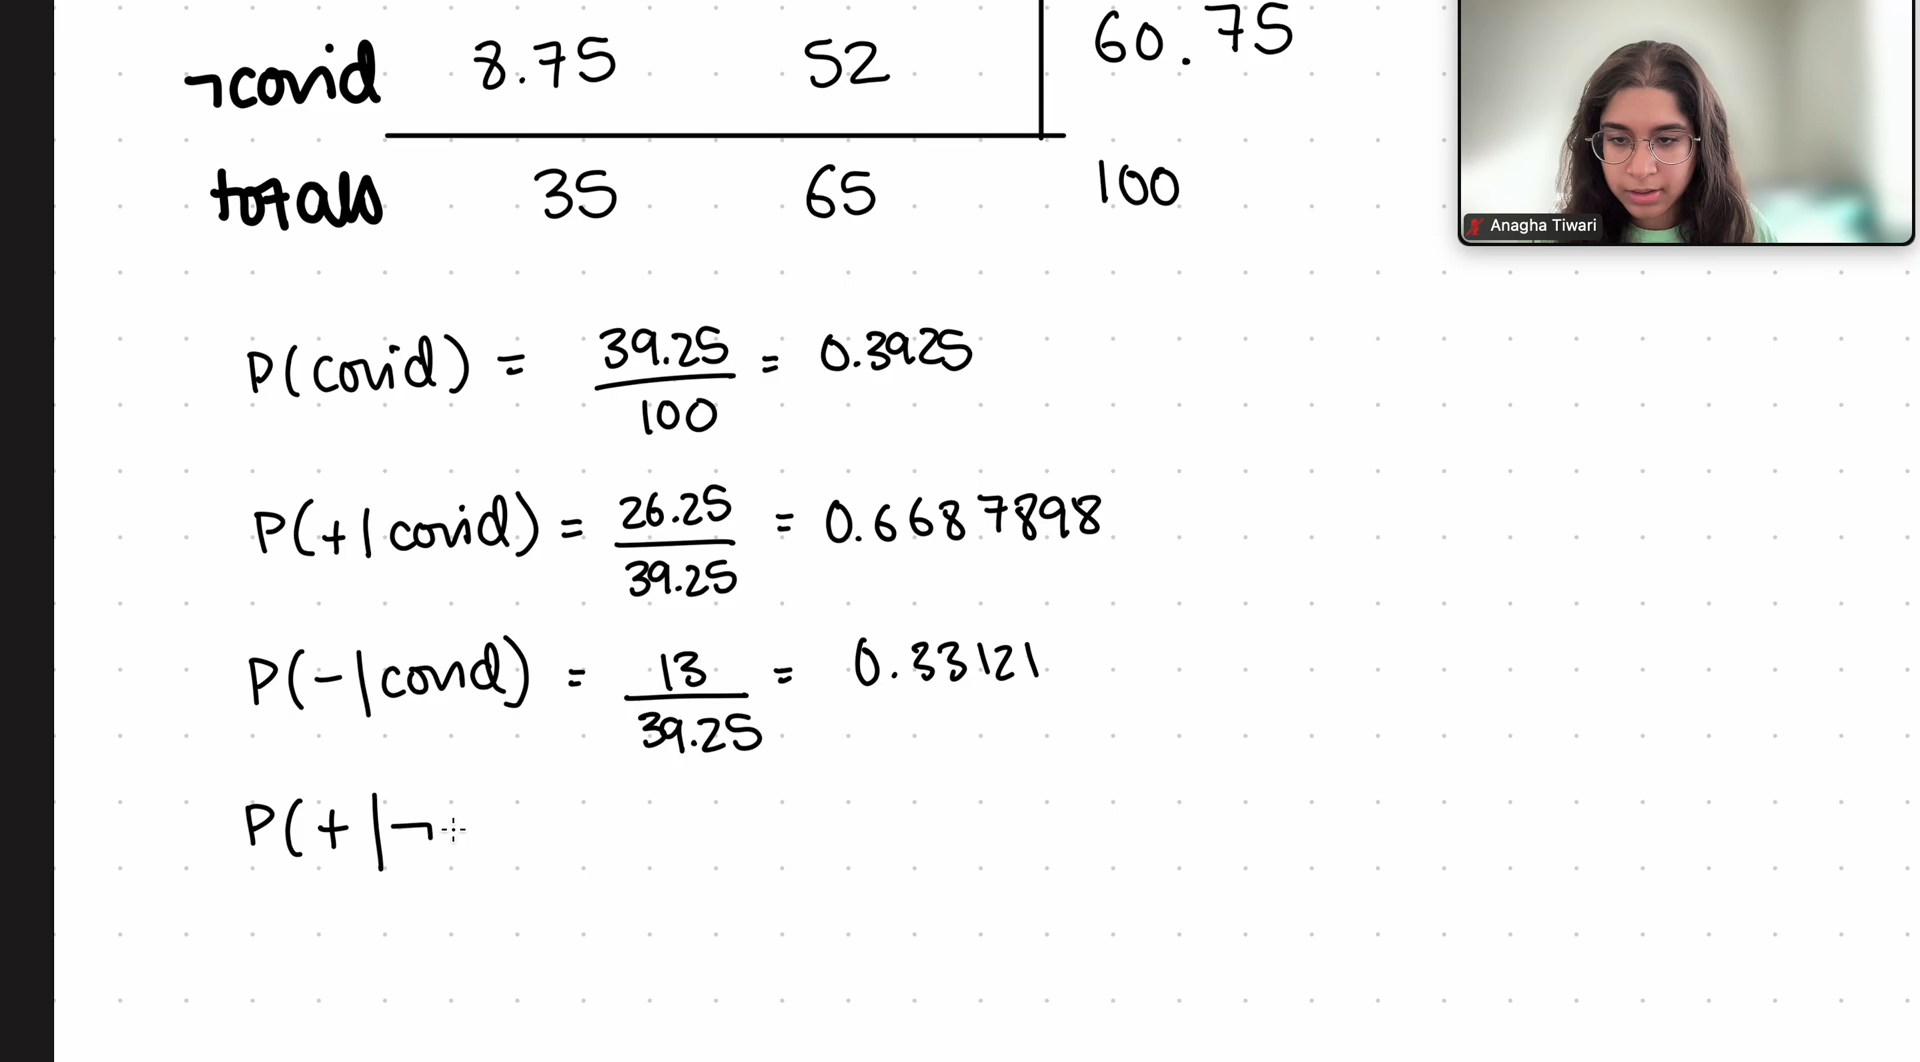 ¬covid 8.75 52 60.75
totals 35 65 100
Anagha Tiwari
P(covid) = 39.25/100 = 0.3925
P(+|covid) = 26.25/39.25 = 0.6687898
P(-|covid) = 13/39.25 = 0.33121
P(+|¬